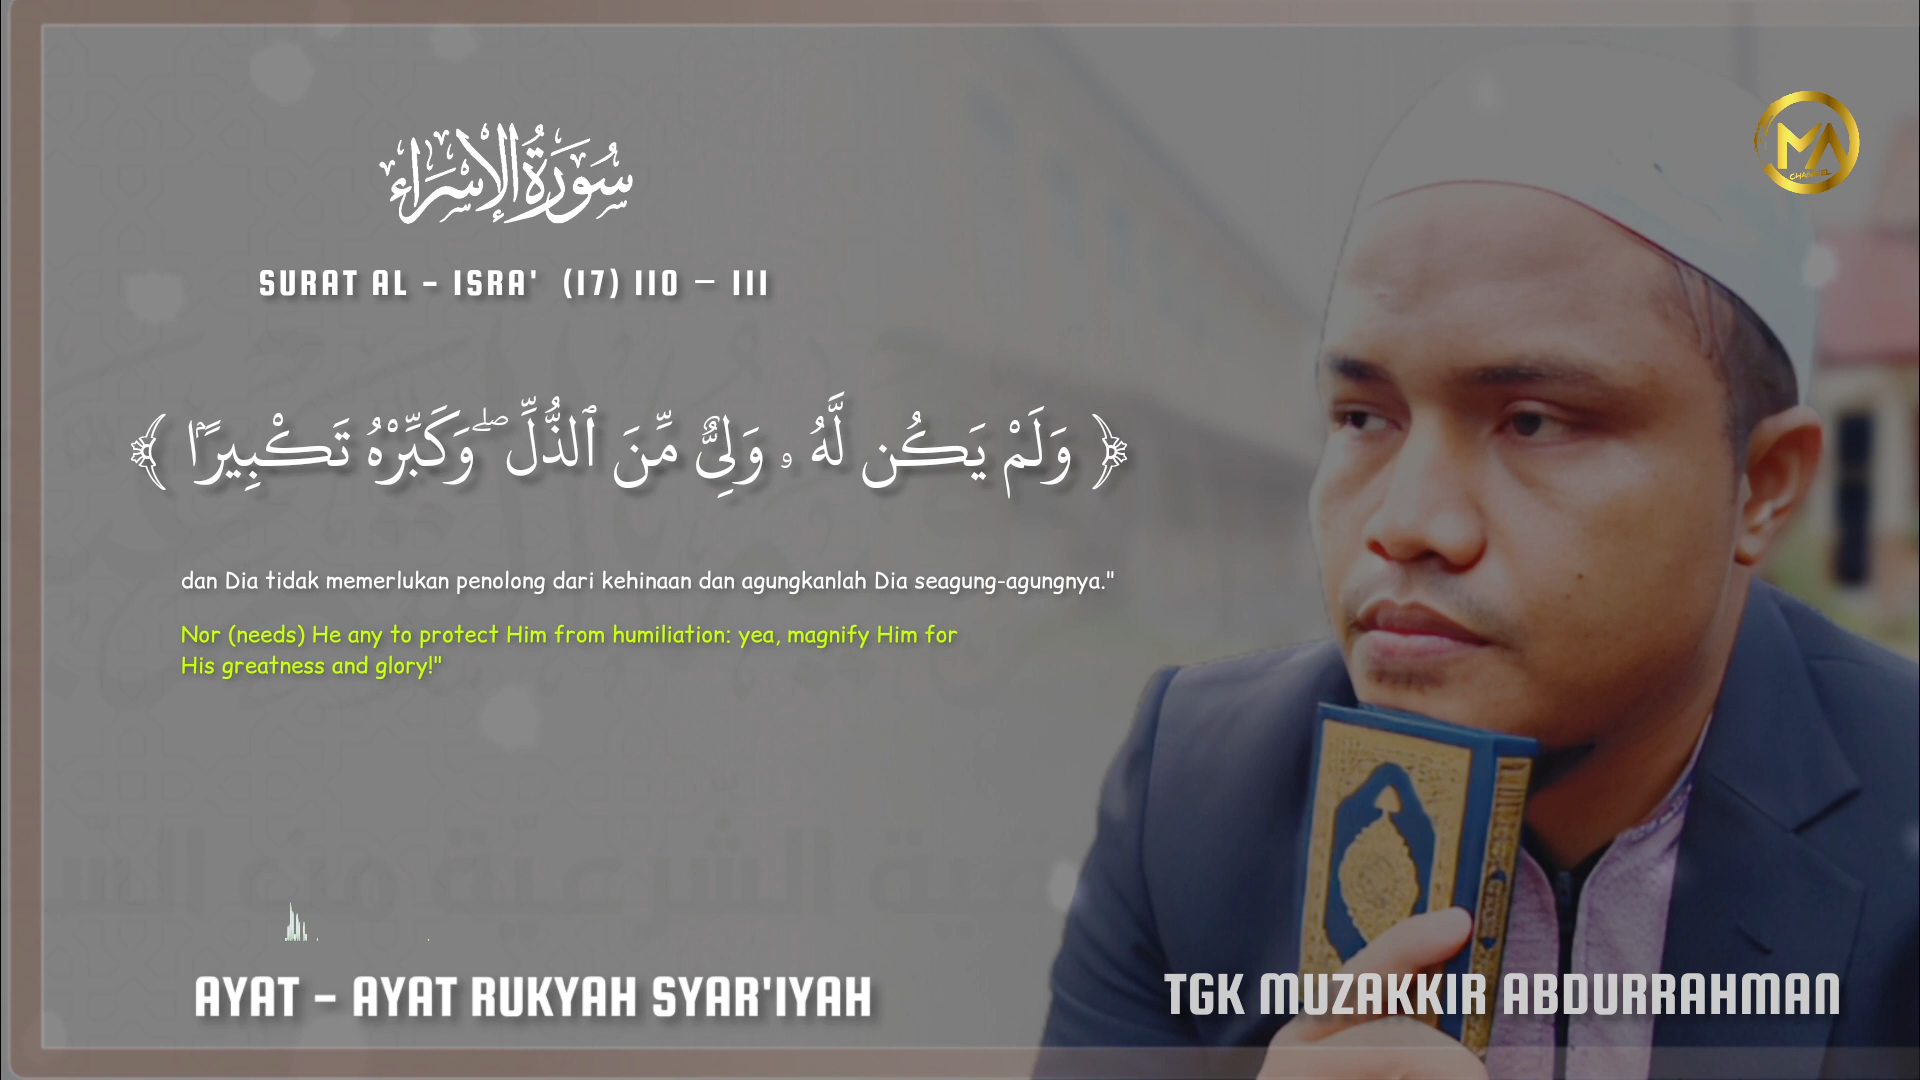 سُورَةُ الإِسْرَاء
SURAT AL - ISRA' (17) 110 – 111
﴿ وَلَمْ يَكُن لَّهُۥ وَلِىٌّ مِّنَ ٱلذُّلِّ ۖ وَكَبِّرْهُ تَكْبِيرًۢا ﴾
dan Dia tidak memerlukan penolong dari kehinaan dan agungkanlah Dia seagung-agungnya."
Nor (needs) He any to protect Him from humiliation: yea, magnify Him for
His greatness and glory!"
AYAT - AYAT RUKYAH SYAR'IYAH
TGK MUZAKKIR ABDURRAHMAN
MA
CHANNEL